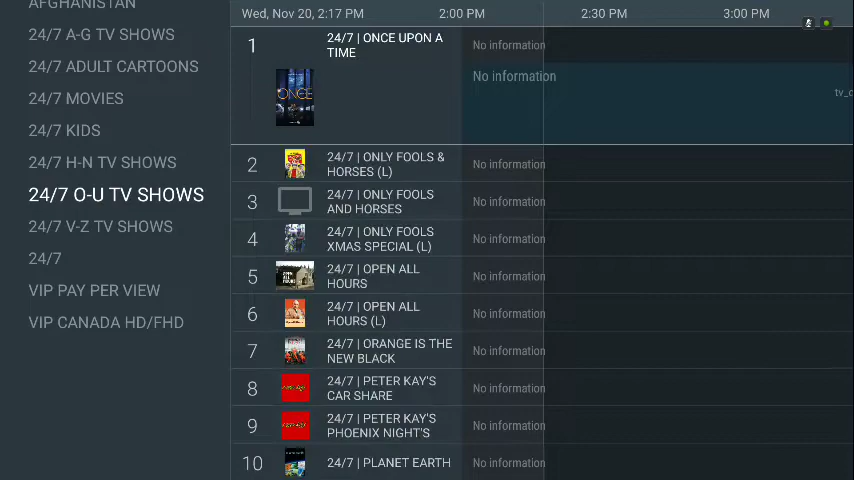 AFGHANISTAN
24/7 A-G TV SHOWS
24/7 ADULT CARTOONS
24/7 MOVIES
24/7 KIDS
24/7 H-N TV SHOWS
24/7 O-U TV SHOWS
24/7 V-Z TV SHOWS
24/7
VIP PAY PER VIEW
VIP CANADA HD/FHD
Wed, Nov 20, 2:17 PM 2:00 PM 2:30 PM 3:00 PM
1 24/7 | ONCE UPON A No information
TIME
No information
ONCE
tv_c
2 24/7 | ONLY FOOLS & No information
HORSES (L)
3 24/7 | ONLY FOOLS No information
AND HORSES
4 24/7 | ONLY FOOLS No information
XMAS SPECIAL (L)
5 OPEN ALL HOURS 24/7 | OPEN ALL No information
HOURS
6 24/7 | OPEN ALL No information
HOURS (L)
7 24/7 | ORANGE IS THE No information
NEW BLACK
8 24/7 | PETER KAY'S No information
CAR SHARE
9 24/7 | PETER KAY'S No information
PHOENIX NIGHT'S
10 24/7 | PLANET EARTH No information